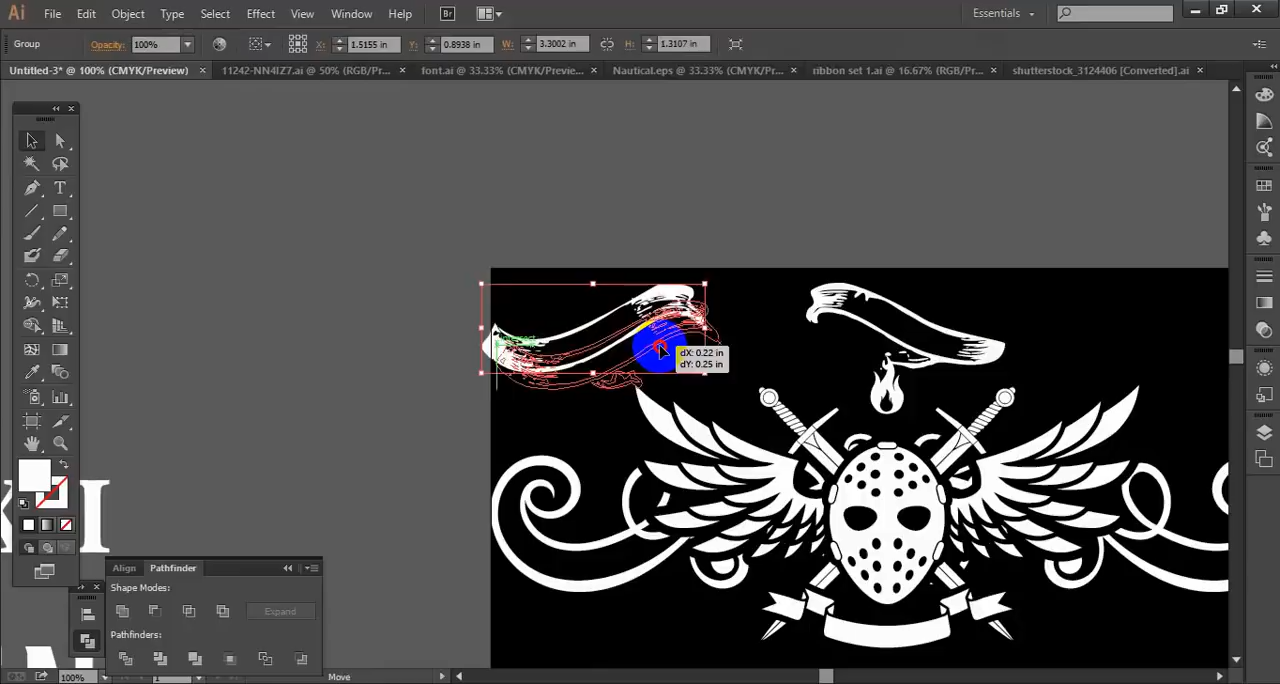 Ai File Edit Object Type Select Effect View Window Help Br Essentials
Group Opacity: 100% X: 1.5155 in Y: 0.8938 in W: 3.3002 in H: 1.3107 in
Untitled-3* @ 100% (CMYK/Preview) 11242-NN4IZ7.ai @ 50% (RGB/Pr... font.ai @ 33.33% (CMYK/Previe... Nautical.eps @ 33.33% (CMYK/Pr... ribbon set 1.ai @ 16.67% (RGB/Pr... shutterstock_3124406 [Converted].ai
dX: 0.22 in
dY: 0.25 in
Align Pathfinder
Shape Modes:
Expand
Pathfinders:
100% 1 Move